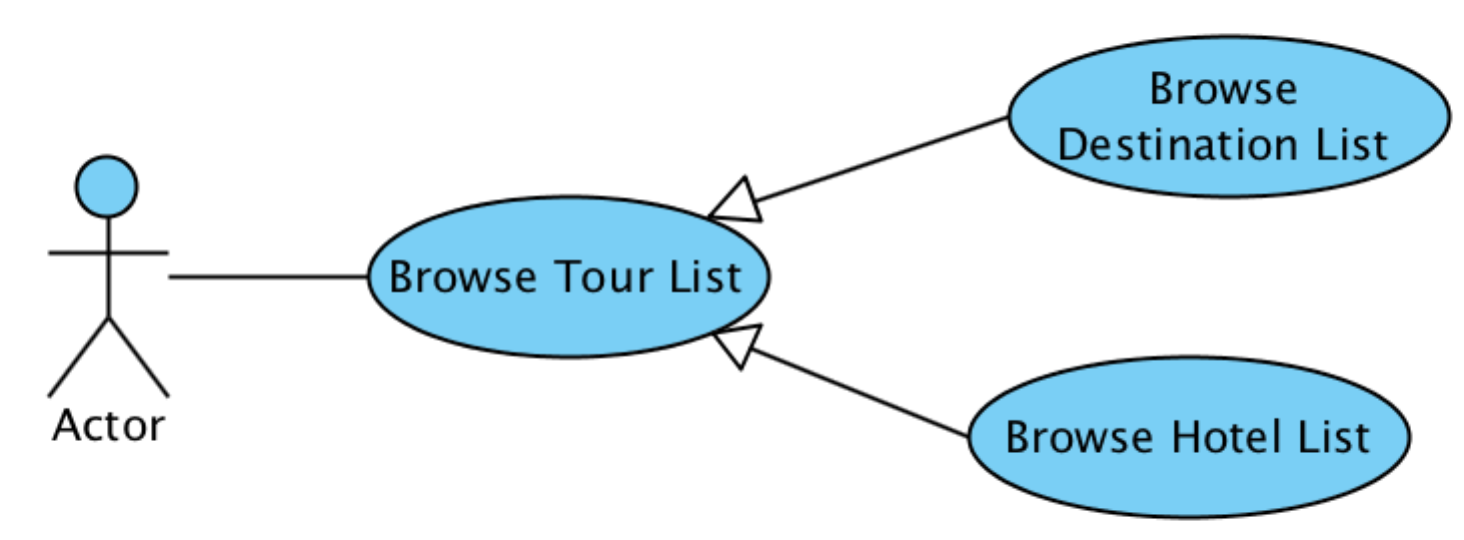 Browse
Destination List
Browse Tour List
Actor
Browse Hotel List